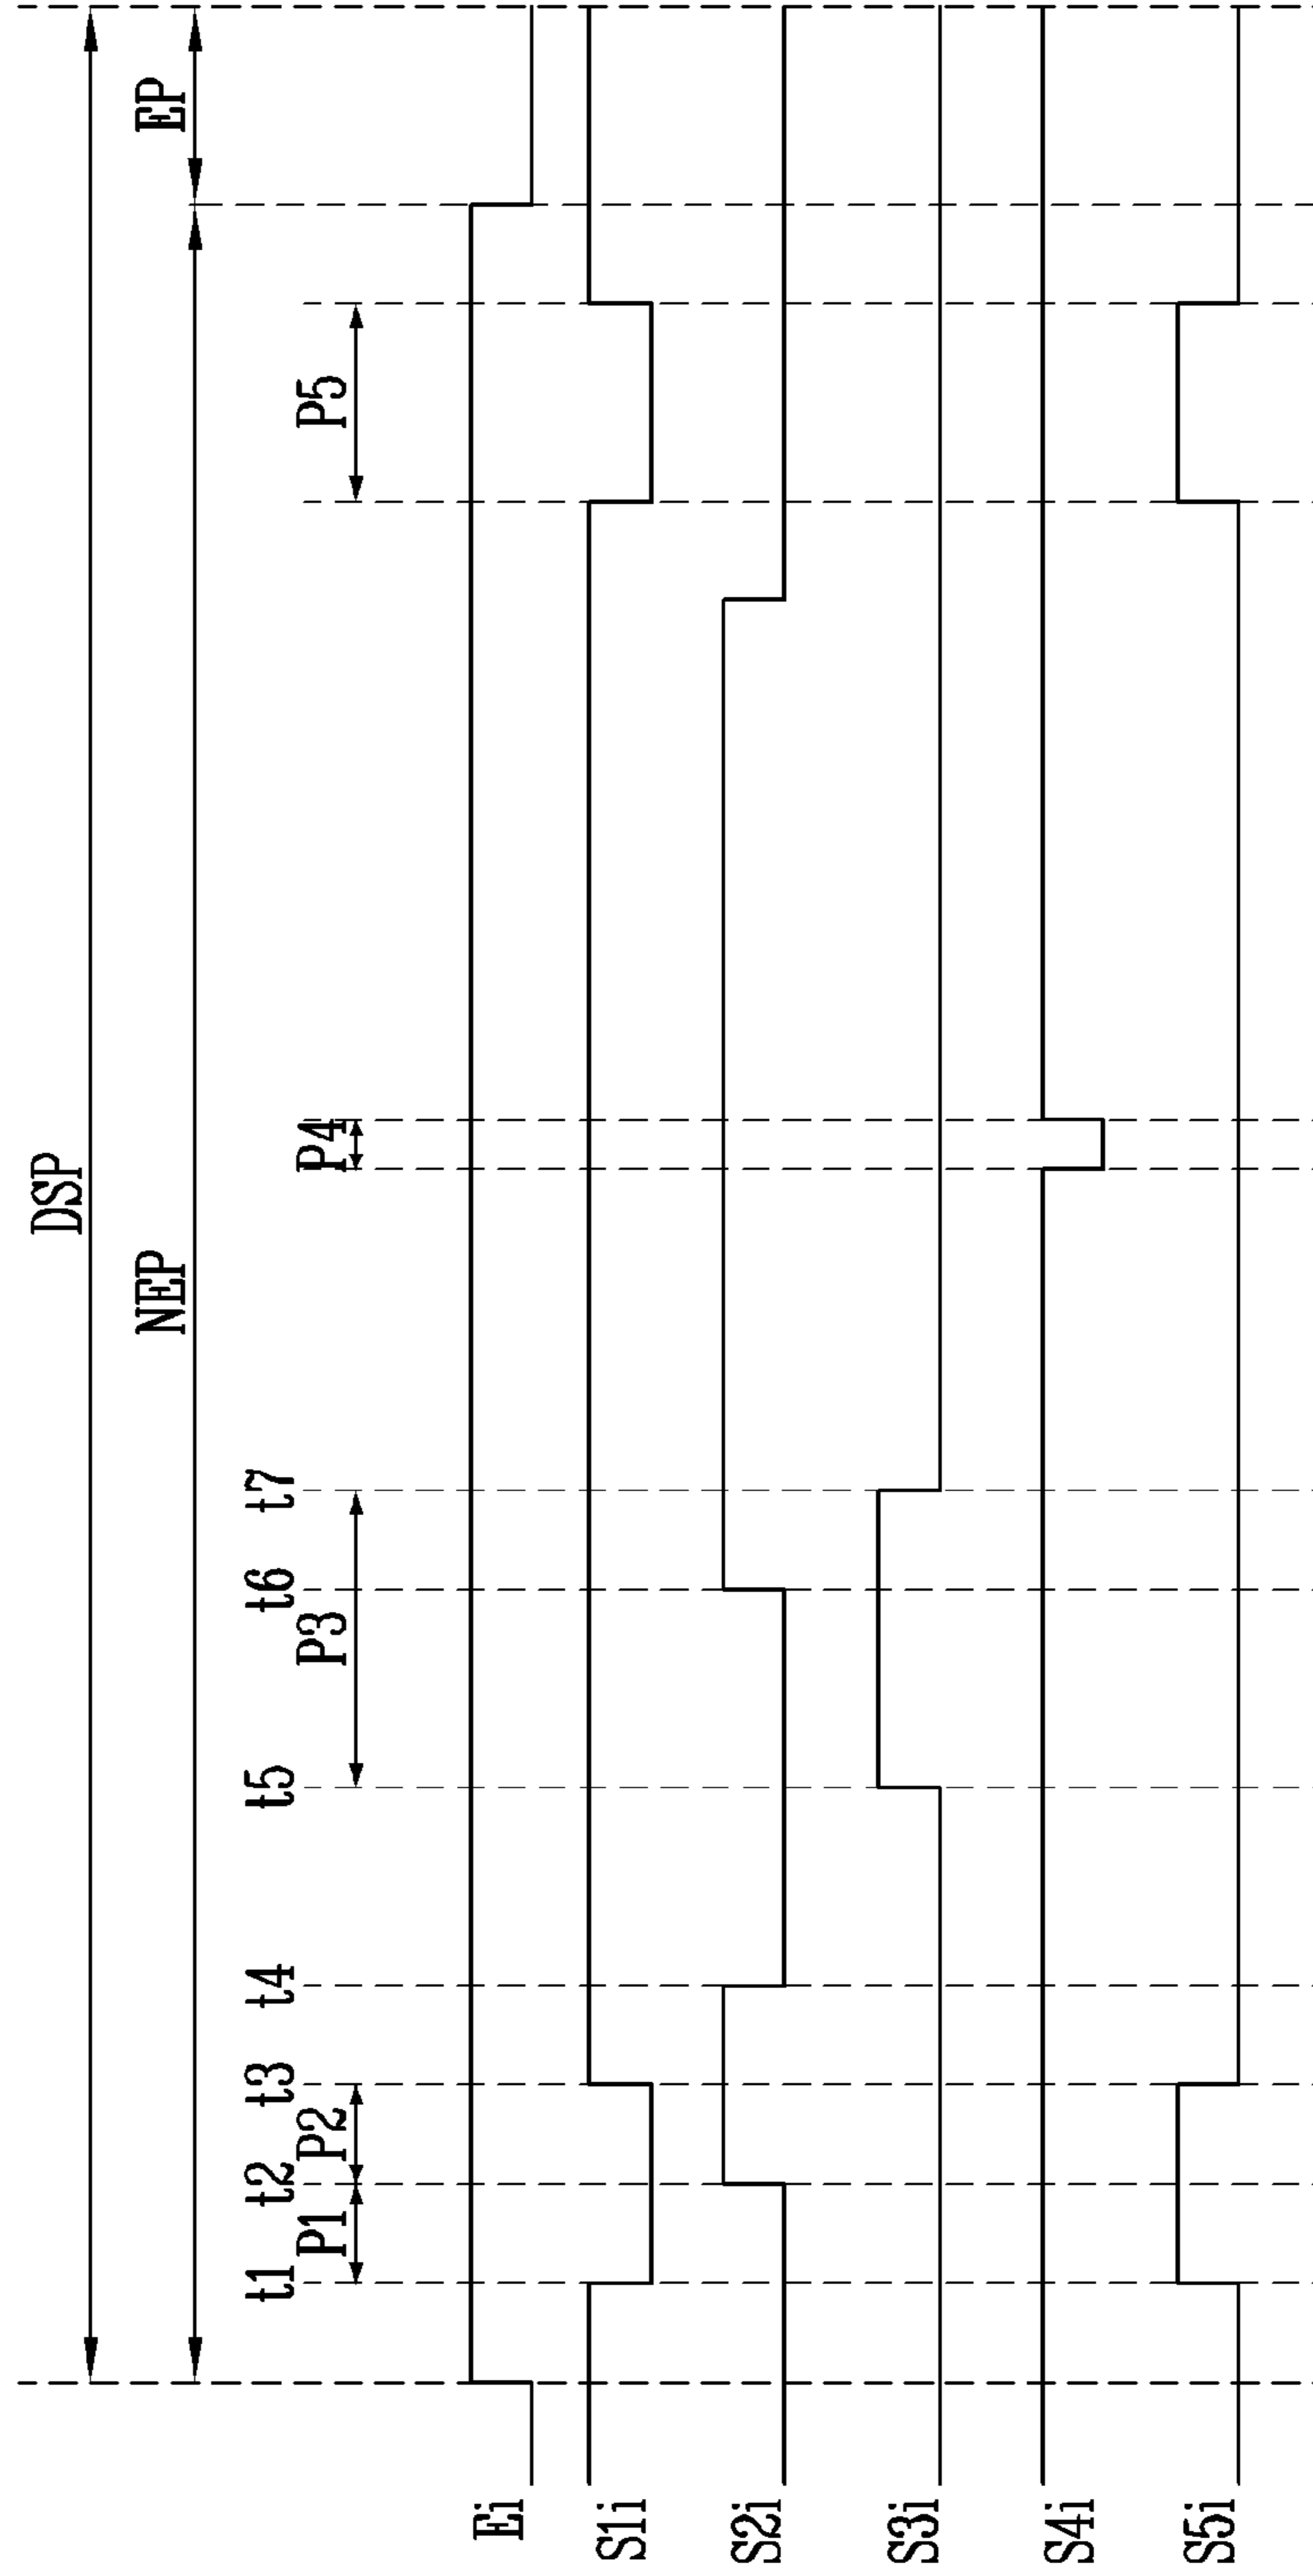 DSP
NEP EP
t1 t2 t3 t4 t5 t6 t7
P1 P2 P3 P4 P5
Ei
S1i
S2i
S3i
S4i
S5i